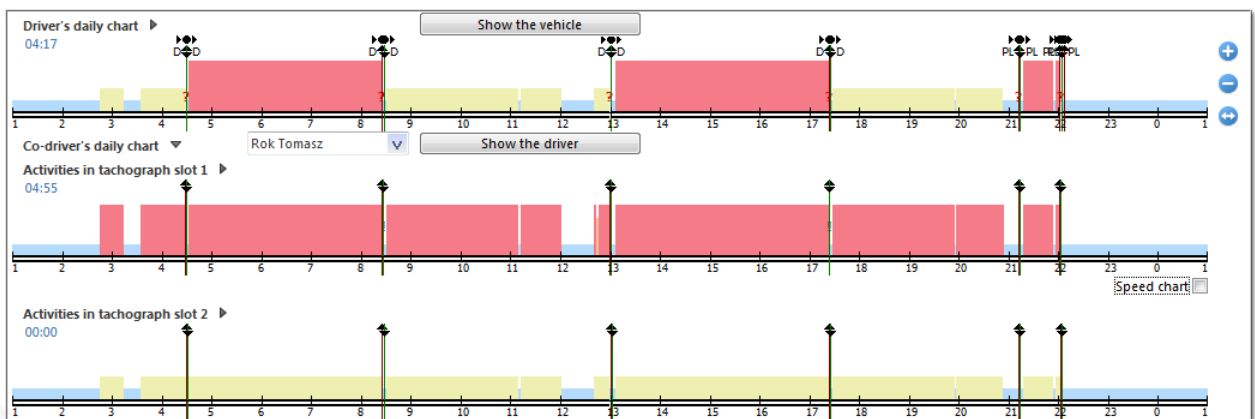 Driver's daily chart
Show the vehicle
04:17
D D D D D D D D PL PL PL PL
? ? ? ? ? ?
1 2 3 4 5 6 7 8 9 10 11 12 13 14 15 16 17 18 19 20 21 22 23 0 1
Co-driver's daily chart
Rok Tomasz
Show the driver
Activities in tachograph slot 1
04:55
1 2 3 4 5 6 7 8 9 10 11 12 13 14 15 16 17 18 19 20 21 22 23 0 1
Speed chart
Activities in tachograph slot 2
00:00
1 2 3 4 5 6 7 8 9 10 11 12 13 14 15 16 17 18 19 20 21 22 23 0 1